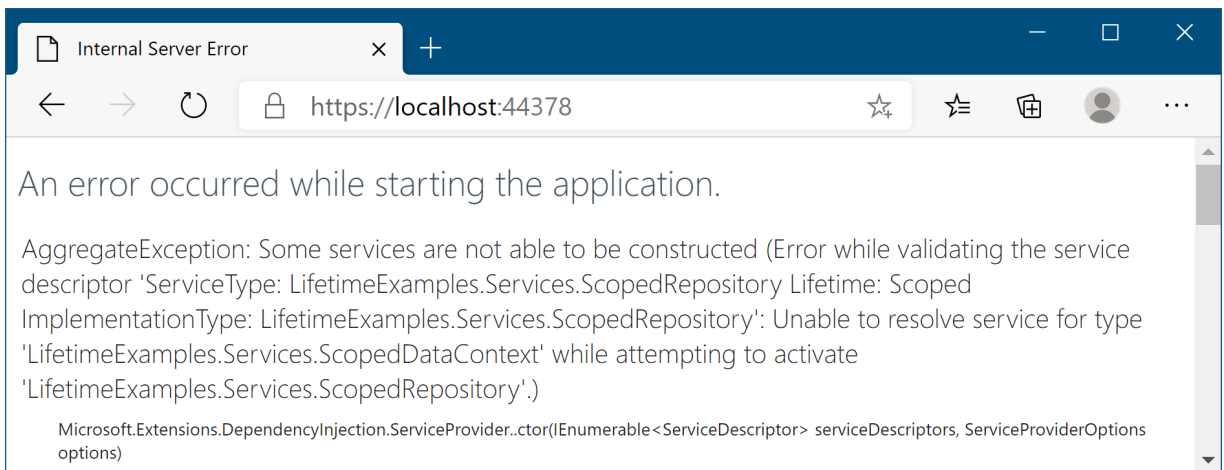 Internal Server Error
https://localhost:44378
An error occurred while starting the application.
AggregateException: Some services are not able to be constructed (Error while validating the service
descriptor 'ServiceType: LifetimeExamples.Services.ScopedRepository Lifetime: Scoped
ImplementationType: LifetimeExamples.Services.ScopedRepository': Unable to resolve service for type
'LifetimeExamples.Services.ScopedDataContext' while attempting to activate
'LifetimeExamples.Services.ScopedRepository'.)
Microsoft.Extensions.DependencyInjection.ServiceProvider..ctor(IEnumerable<ServiceDescriptor> serviceDescriptors, ServiceProviderOptions
options)